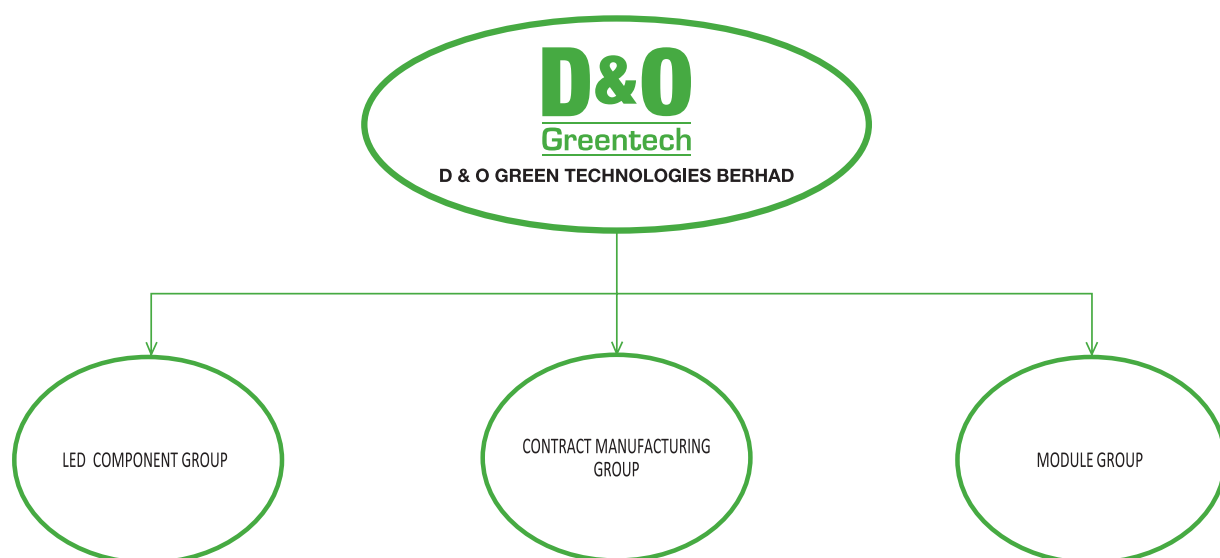 D&O
Greentech
D & O GREEN TECHNOLOGIES BERHAD
LED COMPONENT GROUP
CONTRACT MANUFACTURING
GROUP
MODULE GROUP